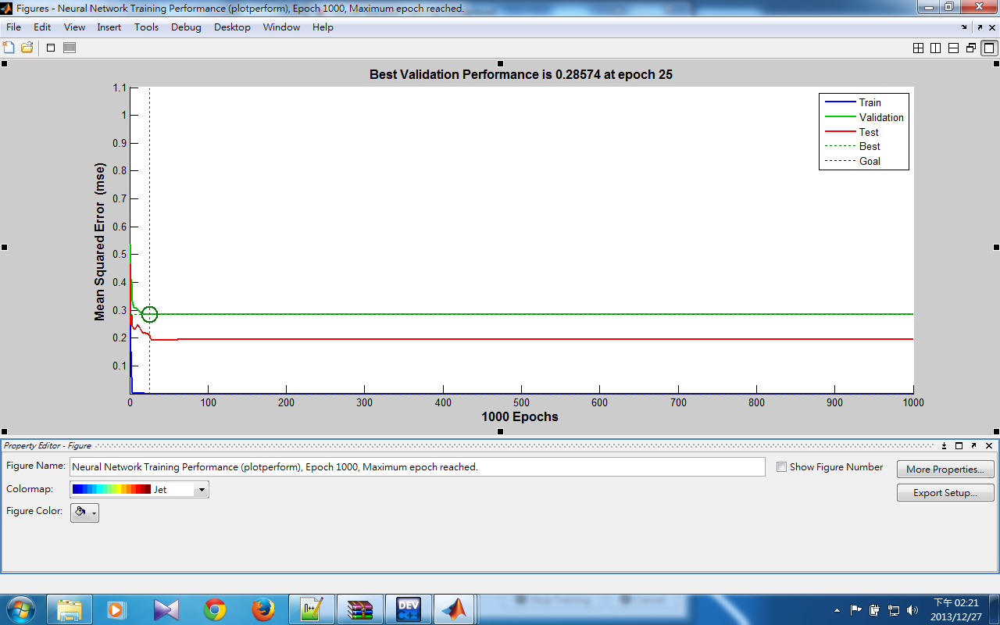 Figures - Neural Network Training Performance (plotperform), Epoch 1000, Maximum epoch reached.
File Edit View Insert Tools Debug Desktop Window Help
Best Validation Performance is 0.28574 at epoch 25
Mean Squared Error (mse)
1.1
1
0.9
0.8
0.7
0.6
0.5
0.4
0.3
0.2
0.1
Train
Validation
Test
Best
Goal
0 100 200 300 400 500 600 700 800 900 1000
1000 Epochs
Property Editor - Figure
Figure Name: Neural Network Training Performance (plotperform), Epoch 1000, Maximum epoch reached. Show Figure Number More Properties...
Colormap: Jet Export Setup...
Figure Color:
N++
DEV
C++
下午 02:21
2013/12/27